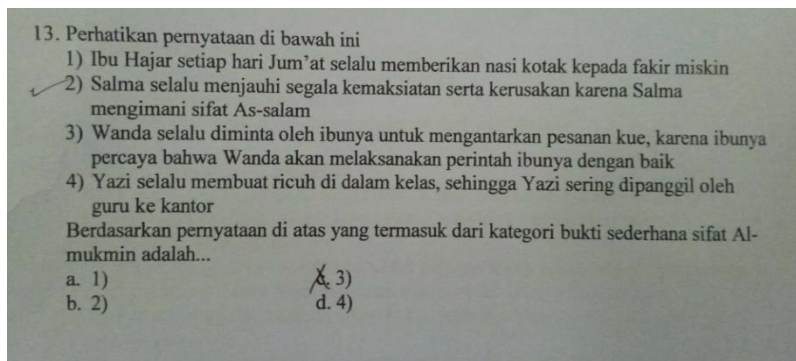 13. Perhatikan pernyataan di bawah ini
1) Ibu Hajar setiap hari Jum'at selalu memberikan nasi kotak kepada fakir miskin
2) Salma selalu menjauhi segala kemaksiatan serta kerusakan karena Salma
mengimani sifat As-salam
3) Wanda selalu diminta oleh ibunya untuk mengantarkan pesanan kue, karena ibunya
percaya bahwa Wanda akan melaksanakan perintah ibunya dengan baik
4) Yazi selalu membuat ricuh di dalam kelas, sehingga Yazi sering dipanggil oleh
guru ke kantor
Berdasarkan pernyataan di atas yang termasuk dari kategori bukti sederhana sifat Al-
mukmin adalah...
a. 1)
b. 2)
c. 3)
d. 4)